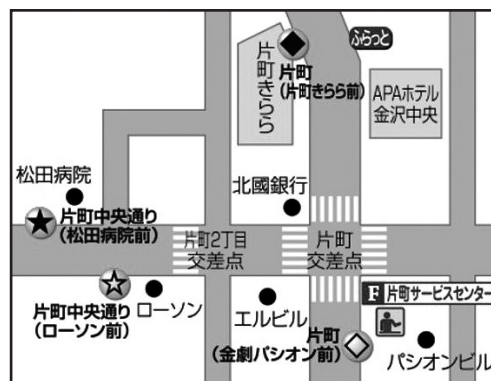 ふらっと
片町きらら
片町
(片町きらら前)
APAホテル
金沢中央
松田病院
北國銀行
片町中央通り
(松田病院前)
片町2丁目
交差点
片町
交差点
片町中央通り
(ローソン前)
ローソン
エルビル
F 片町サービスセンター
片町
(金劇パシオン前)
パシオンビル